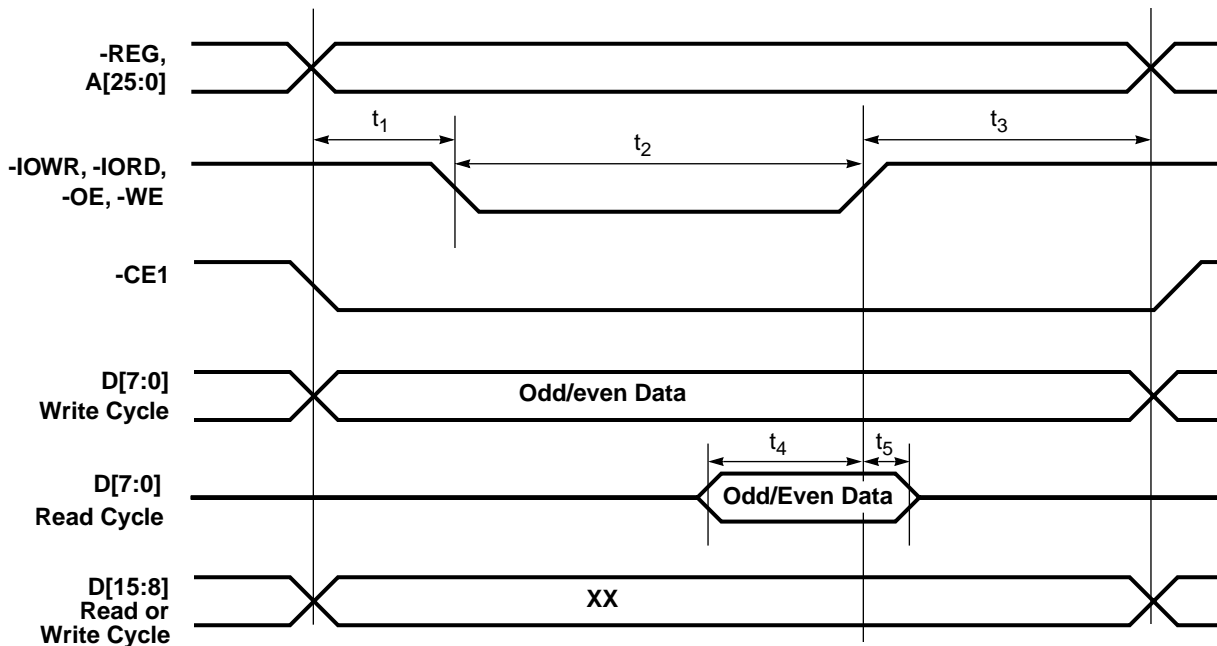 -REG,
A[25:0]
t1
t2
t3
-IOWR, -IORD,
-OE, -WE
-CE1
D[7:0]
Write Cycle
Odd/even Data
t4
t5
D[7:0]
Read Cycle
Odd/Even Data
D[15:8]
Read or
Write Cycle
XX